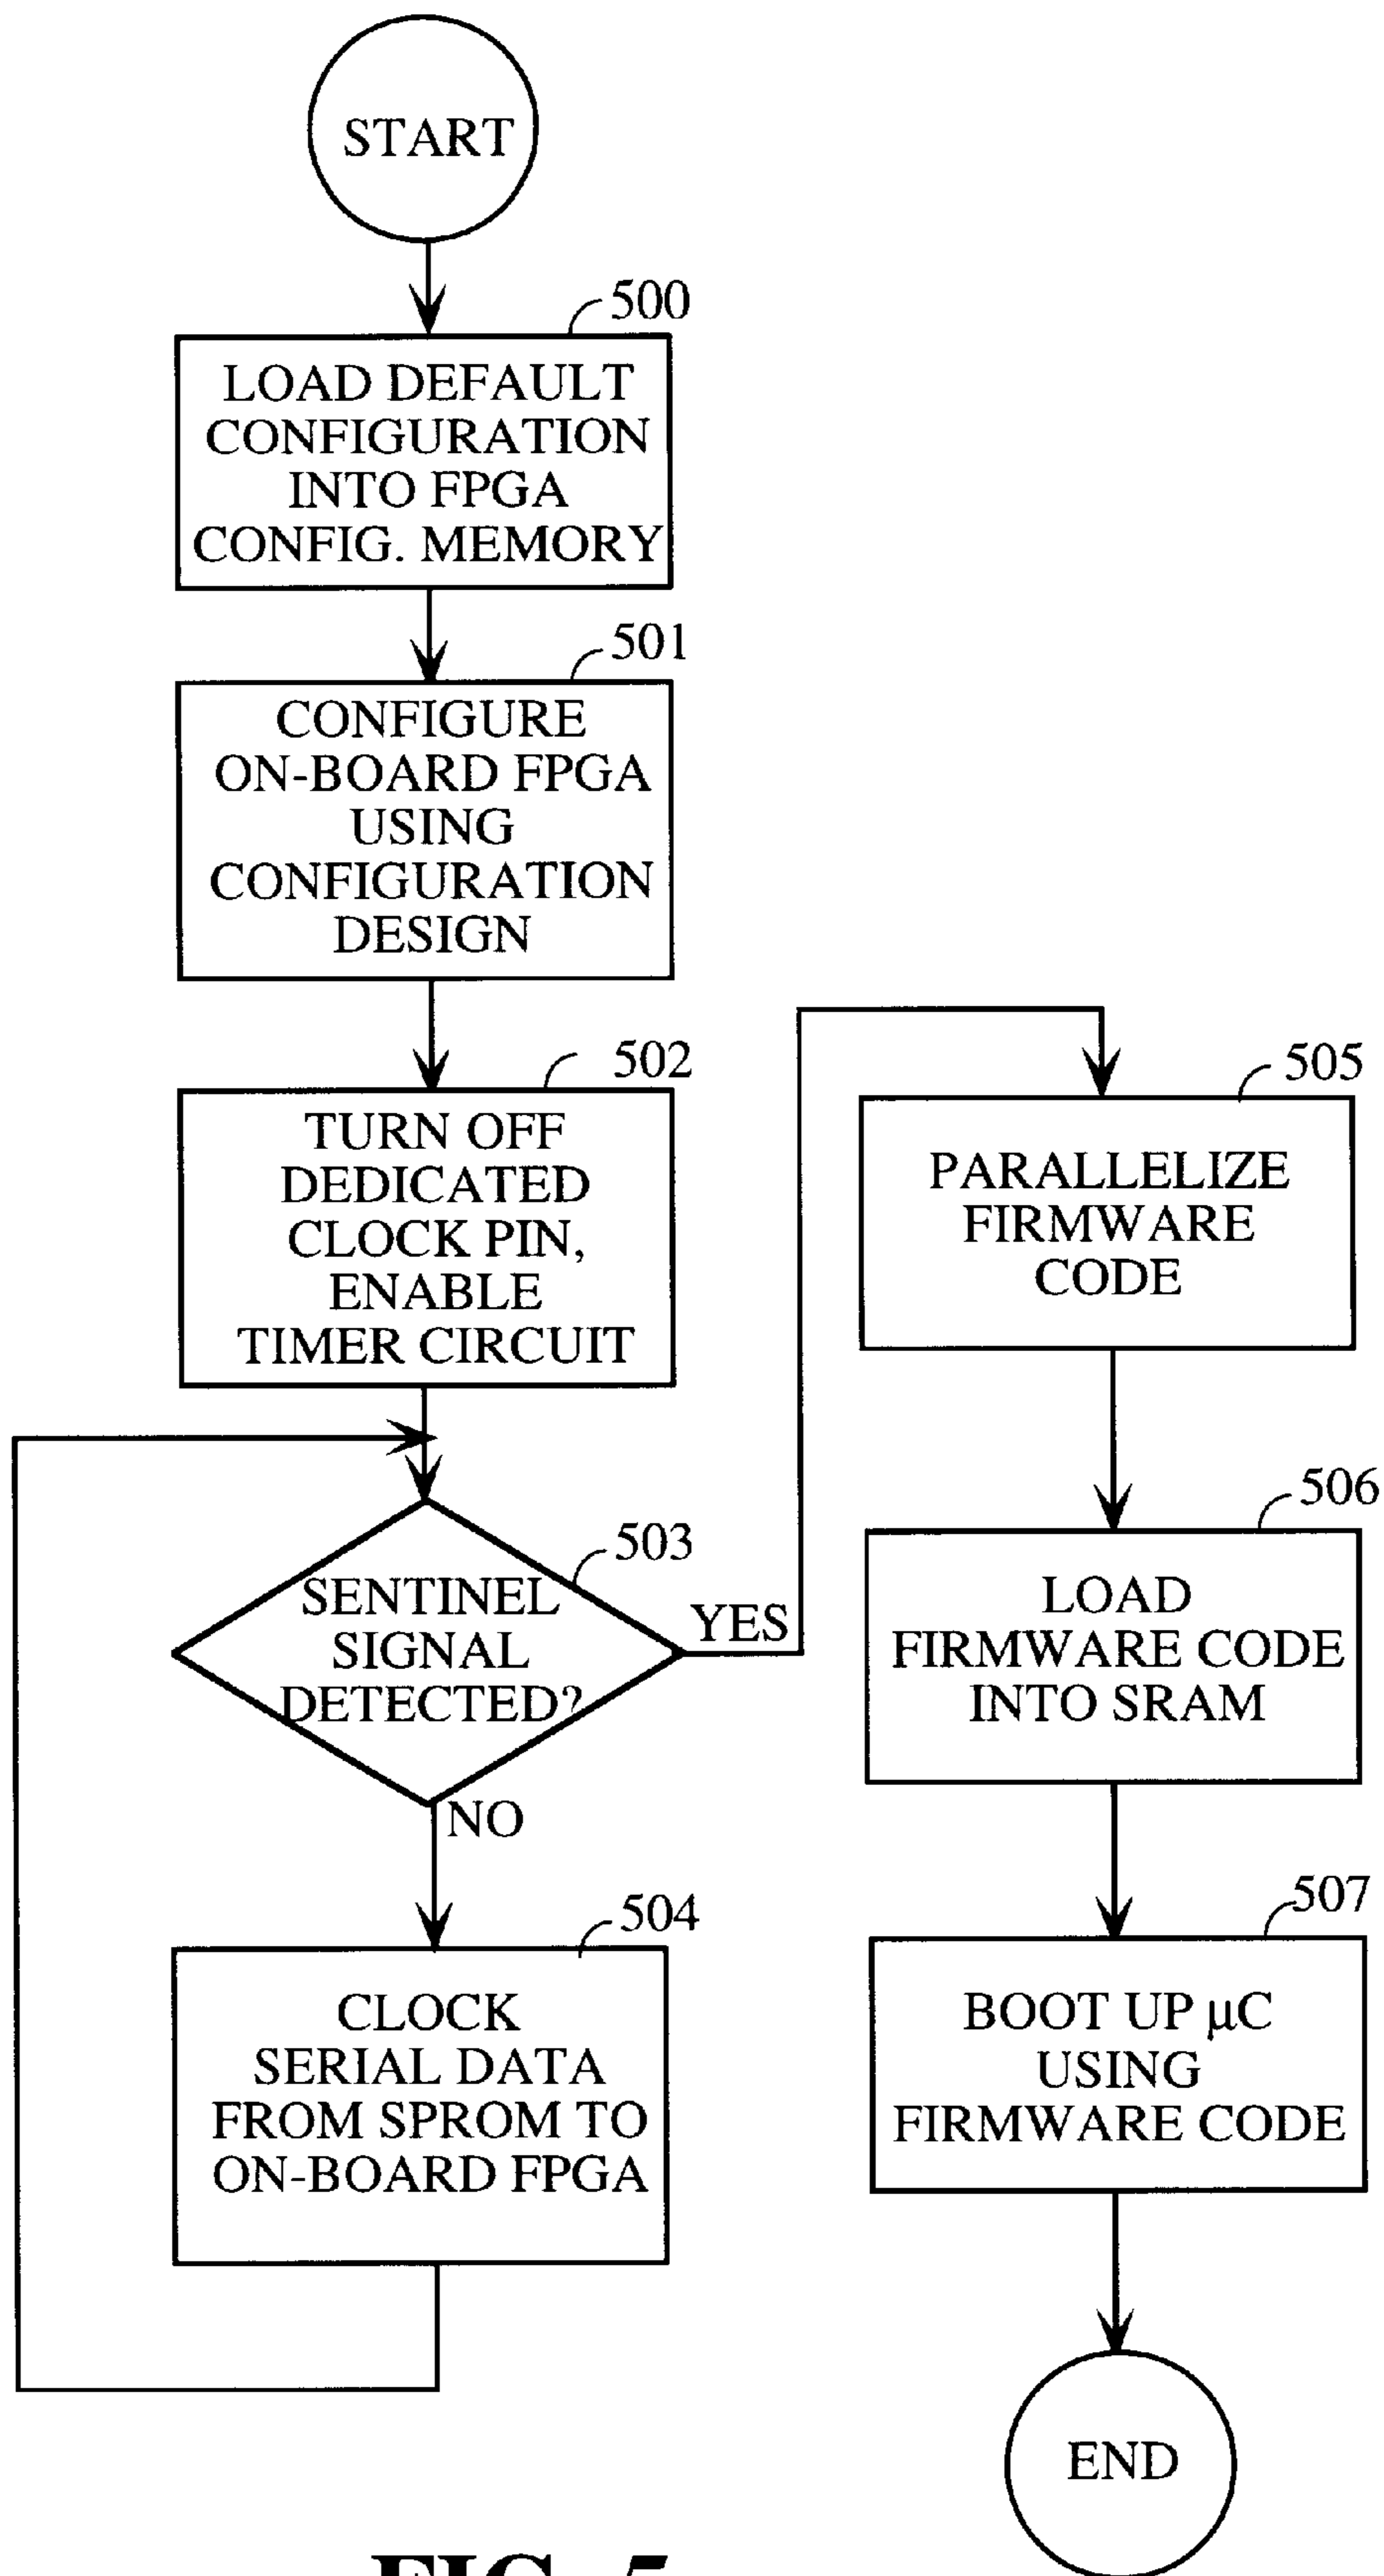 START
500
LOAD DEFAULT
CONFIGURATION
INTO FPGA
CONFIG. MEMORY
501
CONFIGURE
ON-BOARD FPGA
USING
CONFIGURATION
DESIGN
502
TURN OFF
DEDICATED
CLOCK PIN,
ENABLE
TIMER CIRCUIT
503
SENTINEL
SIGNAL
DETECTED?
YES
NO
504
CLOCK
SERIAL DATA
FROM SPROM TO
ON-BOARD FPGA
505
PARALLELIZE
FIRMWARE
CODE
506
LOAD
FIRMWARE CODE
INTO SRAM
507
BOOT UP µC
USING
FIRMWARE CODE
END
FIG. 5